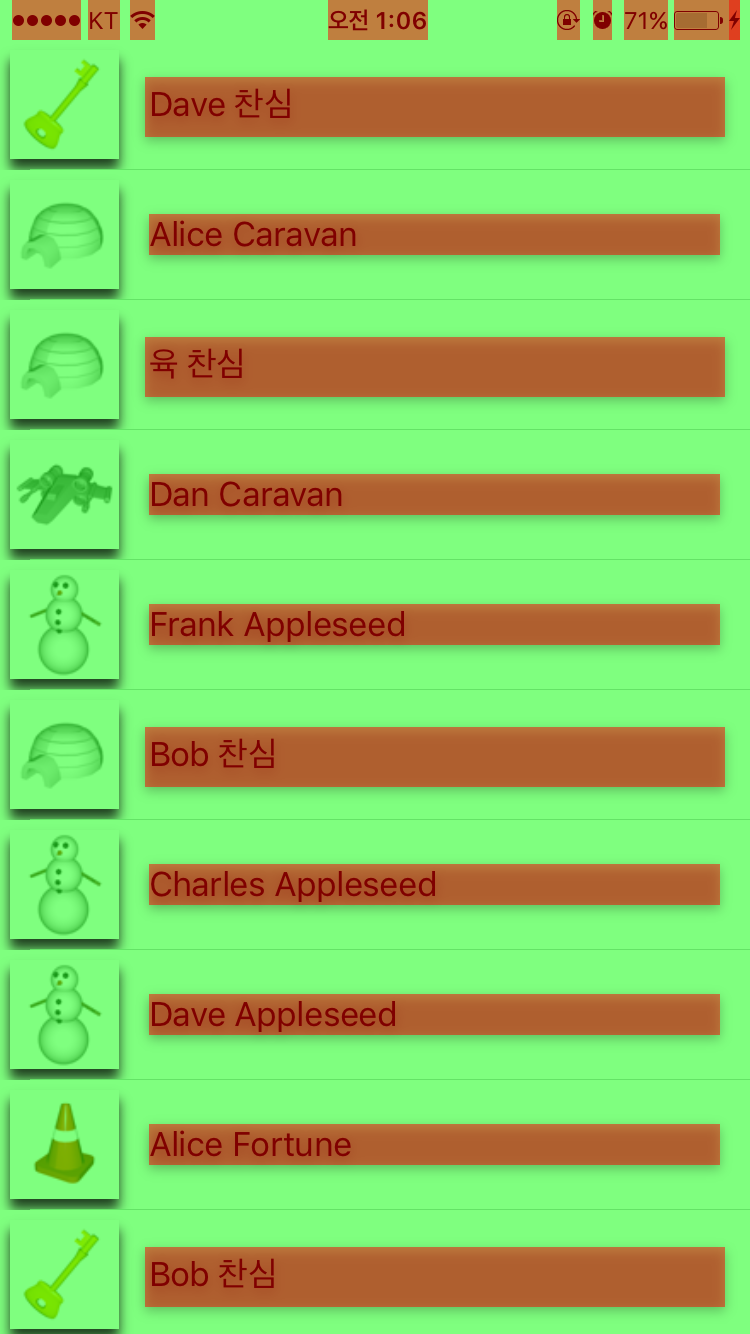 KT 오전 1:06 71%
Dave 찬심
Alice Caravan
육 찬심
Dan Caravan
Frank Appleseed
Bob 찬심
Charles Appleseed
Dave Appleseed
Alice Fortune
Bob 찬심